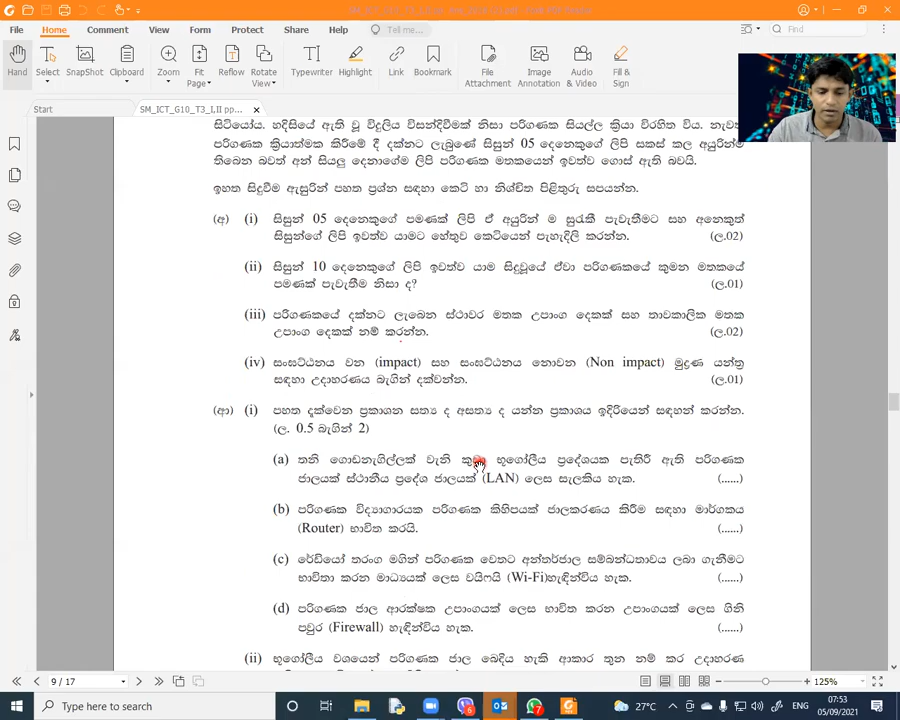 File Home Comment View Form Protect Share Help Tell me... Find
Hand Select SnapShot Clipboard Zoom Fit Page Reflow Rotate View Typewriter Highlight Link Bookmark File Attachment Image Annotation Audio & Video Fill & Sign
Start SM_ICT_G10_T3_I,II pp...
සිටියෝය. හදිසියේ ඇති වූ විදුලිය විසන්දිවීමක් නිසා පරිගණක සියල්ල ක්‍රියා විරහිත විය. නැවත
පරිගණක ක්‍රියාත්මක කිරීමේ දී දක්නට ලැබුණේ සිසුන් 05 දෙනෙකුගේ ලිපි සකස් කල අයුරින්ම
තිබෙන බවත් අන් සියලු දෙනාගේම ලිපි පරිගණක මතකයෙන් ඉවත්ව ගොස් ඇති බවයි.
ඉහත සිදුවීම ඇසුරින් පහත ප්‍රශ්න සඳහා කෙටි හා නිශ්චිත පිළිතුරු සපයන්න.
(අ) (i) සිසුන් 05 දෙනෙකුගේ පමණක් ලිපි ඒ අයුරින් ම සුරැකී පැවැතීමට සහ අනෙකුත්
සිසුන්ගේ ලිපි ඉවත්ව යාමට හේතුව කෙටියෙන් පැහැදිලි කරන්න. (ල.02)
(ii) සිසුන් 10 දෙනෙකුගේ ලිපි ඉවත්ව යාම සිදුවූයේ ඒවා පරිගණකයේ කුමන මතකයේ
පමණක් පැවැතීම නිසා ද? (ල.01)
(iii) පරිගණකයේ දක්නට ලැබෙන ස්ථාවර මතක උපාංග දෙකක් සහ තාවකාලික මතක
උපාංග දෙකක් නම් කරන්න. (ල.02)
(iv) සංඝට්ඨනය වන (impact) සහ සංඝට්ඨනය නොවන (Non impact) මුද්‍රණ යන්ත්‍ර
සඳහා උදාහරණය බැගින් දක්වන්න. (ල.01)
(ආ) (i) පහත දැක්වෙන ප්‍රකාශන සත්‍ය ද අසත්‍ය ද යන්න ප්‍රකාශය ඉදිරියෙන් සඳහන් කරන්න.
(ල. 0.5 බැගින් 2)
(a) තනි ගොඩනැගිල්ලක් වැනි භූගෝලීය ප්‍රදේශයක පැතිරී ඇති පරිගණක
ජාලයක් ස්ථානීය ප්‍රදේශ ජාලයක් (LAN) ලෙස සැලකිය හැක. (......)
(b) පරිගණක විද්‍යාගාරයක පරිගණක කිහිපයක් ජාලකරණය කිරීම සඳහා මාර්ගකය
(Router) භාවිත කරයි. (......)
(c) රේඩියෝ තරංග මගින් පරිගණක වෙතට අන්තර්ජාල සම්බන්ධතාවය ලබා ගැනීමට
භාවිතා කරන මාධ්‍යයක් ලෙස වයිෆයි (Wi-Fi)හැඳින්විය හැක. (......)
(d) පරිගණක ජාල ආරක්ෂක උපාංගයක් ලෙස භාවිත කරන උපාංගයක් ලෙස ගිනි
පවුර (Firewall) හැඳින්විය හැක. (......)
(ii) භූගෝලීය වශයෙන් පරිගණක ජාල බෙදිය හැකි ආකාර තුන නම් කර උදාහරණ
9 / 17 125%
Type here to search 27°C 07:53
05/09/2021